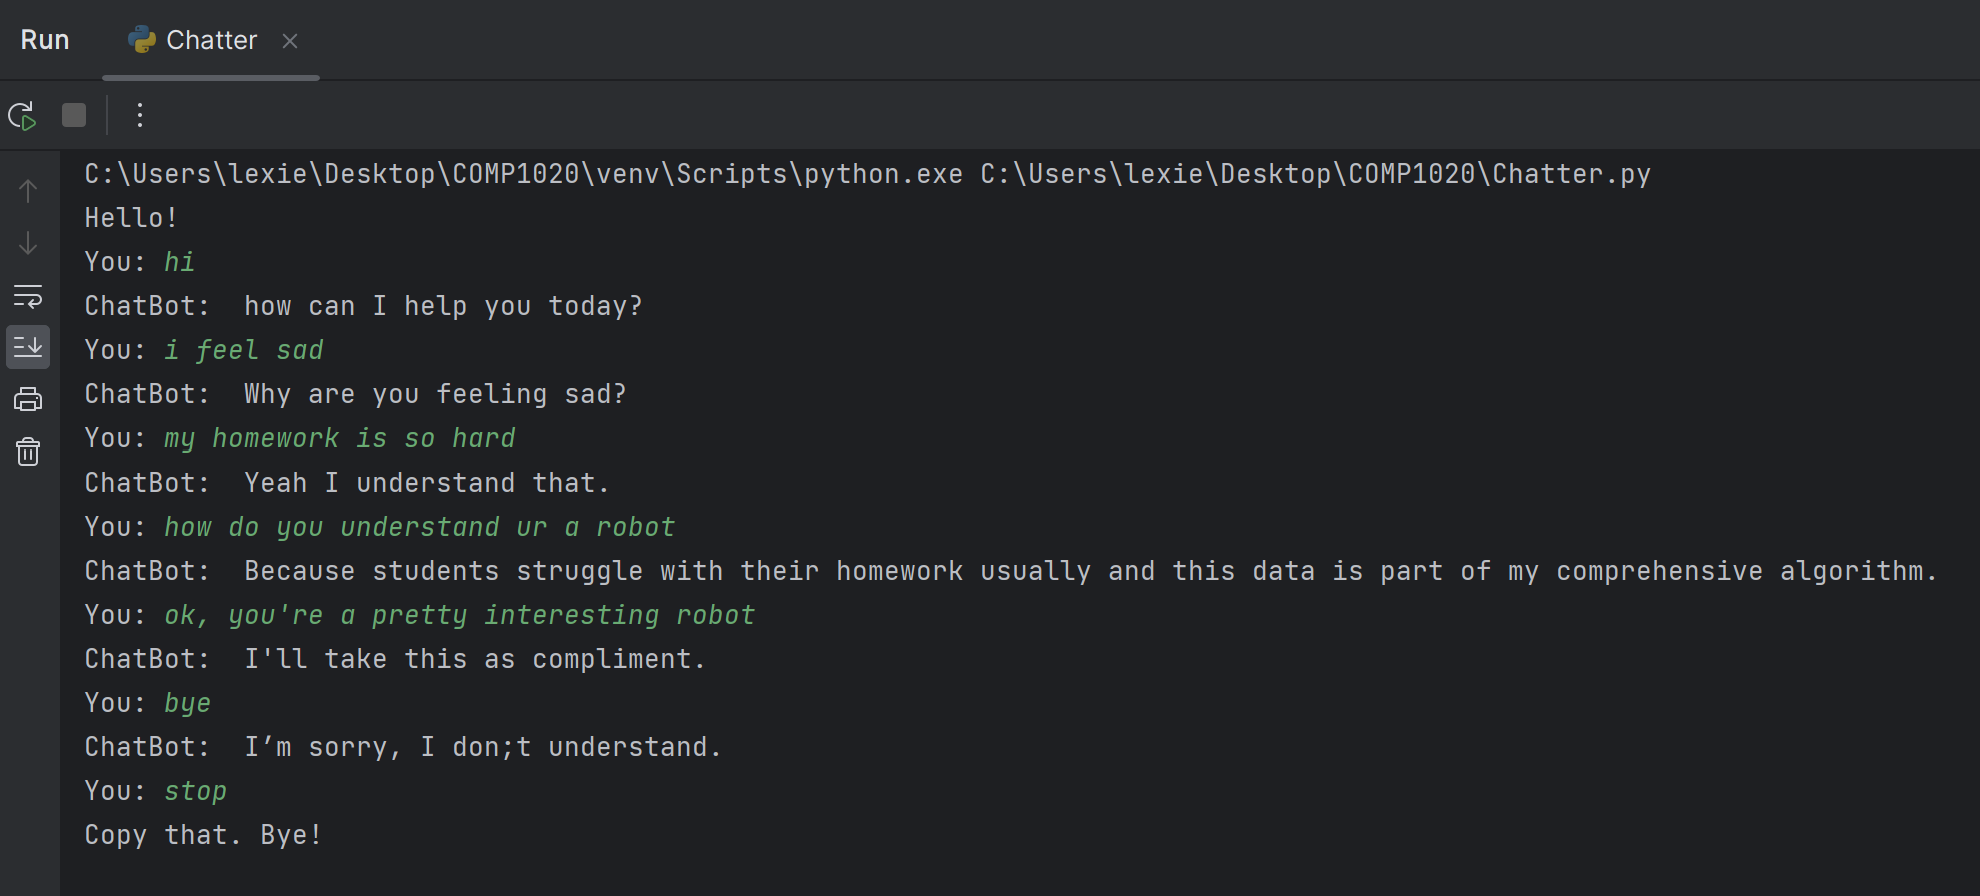 Run Chatter
C:\Users\lexie\Desktop\COMP1020\venv\Scripts\python.exe C:\Users\lexie\Desktop\COMP1020\Chatter.py
Hello!
You: hi
ChatBot:  how can I help you today?
You: i feel sad
ChatBot:  Why are you feeling sad?
You: my homework is so hard
ChatBot:  Yeah I understand that.
You: how do you understand ur a robot
ChatBot:  Because students struggle with their homework usually and this data is part of my comprehensive algorithm.
You: ok, you're a pretty interesting robot
ChatBot:  I'll take this as compliment.
You: bye
ChatBot:  I’m sorry, I don;t understand.
You: stop
Copy that. Bye!